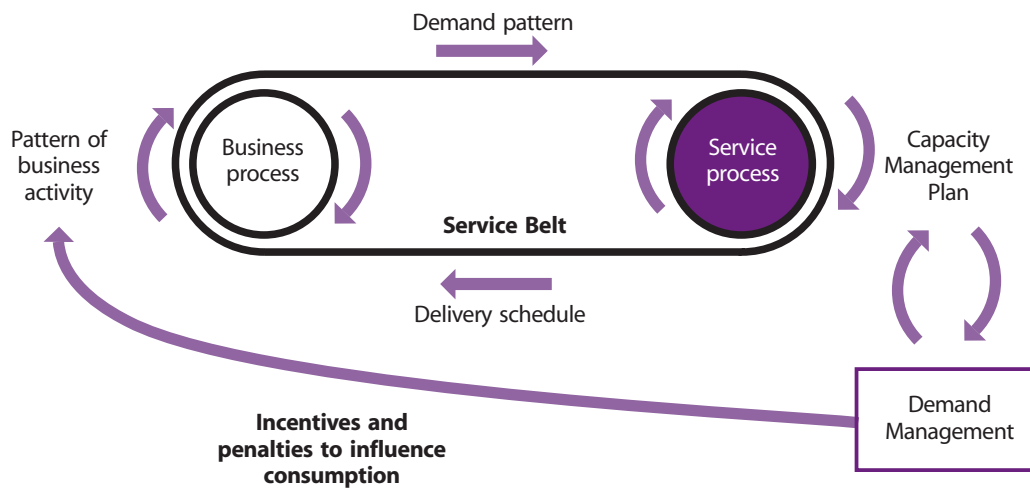 Demand pattern
Pattern of
business
activity
Business
process
Service
process
Capacity
Management
Plan
Service Belt
Delivery schedule
Incentives and
penalties to influence
consumption
Demand
Management